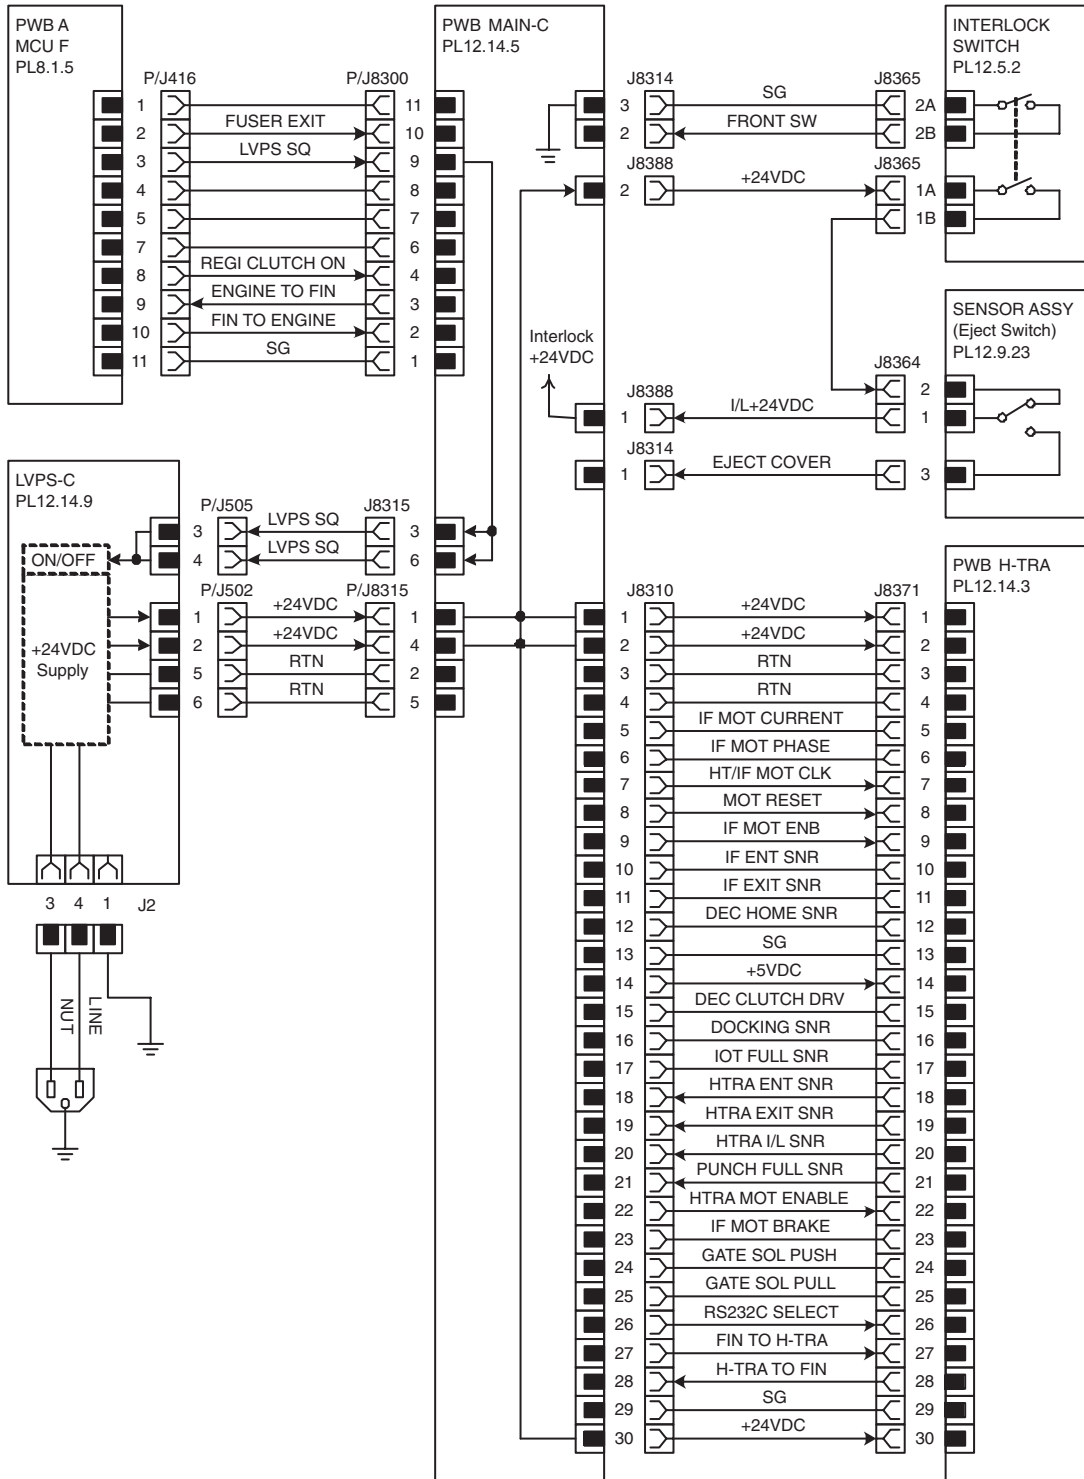 PWB A
MCU F
PL8.1.5
P/J416 P/J8300
1 11
2 FUSER EXIT 10
3 LVPS SQ 9
4 8
5 7
7 6
8 REGI CLUTCH ON 4
9 ENGINE TO FIN 3
10 FIN TO ENGINE 2
11 SG 1
PWB MAIN-C
PL12.14.5
INTERLOCK
SWITCH
PL12.5.2
J8314 J8365
3 SG 2A
2 FRONT SW 2B
J8388 J8365
2 +24VDC 1A
1B
SENSOR ASSY
(Eject Switch)
PL12.9.23
Interlock
+24VDC
J8364
2
J8388
1 I/L+24VDC 1
J8314
1 EJECT COVER 3
LVPS-C
PL12.14.9
P/J505 J8315
3 LVPS SQ 3
ON/OFF 4 LVPS SQ 6
P/J502 P/J8315
1 +24VDC 1
2 +24VDC 4
+24VDC
Supply
5 RTN 2
6 RTN 5
3 4 1 J2
NUT
LINE
PWB H-TRA
PL12.14.3
J8310 J8371
1 +24VDC 1
2 +24VDC 2
3 RTN 3
4 RTN 4
5 IF MOT CURRENT 5
6 IF MOT PHASE 6
7 HT/IF MOT CLK 7
8 MOT RESET 8
9 IF MOT ENB 9
10 IF ENT SNR 10
11 IF EXIT SNR 11
12 DEC HOME SNR 12
13 SG 13
14 +5VDC 14
15 DEC CLUTCH DRV 15
16 DOCKING SNR 16
17 IOT FULL SNR 17
18 HTRA ENT SNR 18
19 HTRA EXIT SNR 19
20 HTRA I/L SNR 20
21 PUNCH FULL SNR 21
22 HTRA MOT ENABLE 22
23 IF MOT BRAKE 23
24 GATE SOL PUSH 24
25 GATE SOL PULL 25
26 RS232C SELECT 26
27 FIN TO H-TRA 27
28 H-TRA TO FIN 28
29 SG 29
30 +24VDC 30